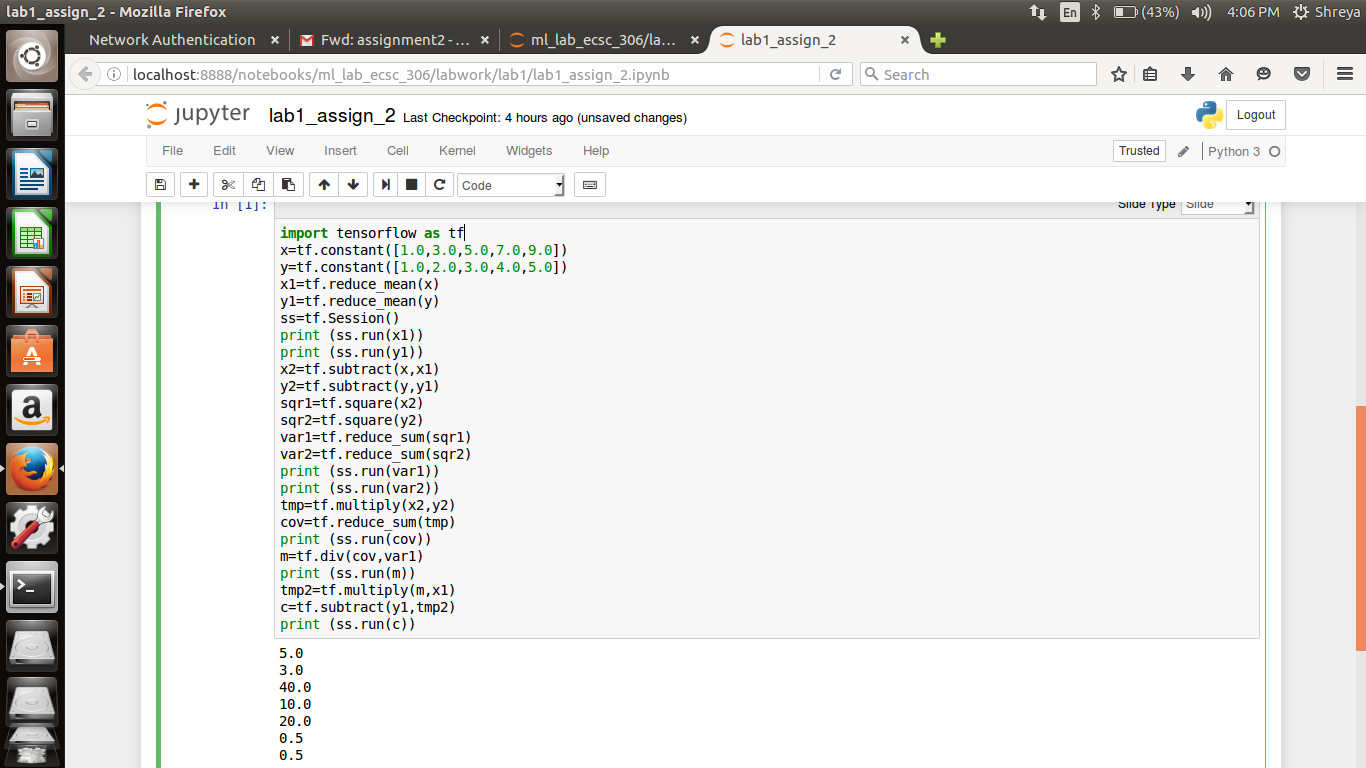 lab1_assign_2 - Mozilla Firefox
En (43%) 4:06 PM Shreya
Network Authentication × Fwd: assignment2 - ... × ml_lab_ecsc_306/la... × lab1_assign_2 ×
localhost:8888/notebooks/ml_lab_ecsc_306/labwork/lab1/lab1_assign_2.ipynb
Search
jupyter lab1_assign_2 Last Checkpoint: 4 hours ago (unsaved changes)
Logout
File Edit View Insert Cell Kernel Widgets Help
Trusted Python 3
Code
In [1]:
Slide Type Slide
import tensorflow as tf
x=tf.constant([1.0,3.0,5.0,7.0,9.0])
y=tf.constant([1.0,2.0,3.0,4.0,5.0])
x1=tf.reduce_mean(x)
y1=tf.reduce_mean(y)
ss=tf.Session()
print (ss.run(x1))
print (ss.run(y1))
x2=tf.subtract(x,x1)
y2=tf.subtract(y,y1)
sqr1=tf.square(x2)
sqr2=tf.square(y2)
var1=tf.reduce_sum(sqr1)
var2=tf.reduce_sum(sqr2)
print (ss.run(var1))
print (ss.run(var2))
tmp=tf.multiply(x2,y2)
cov=tf.reduce_sum(tmp)
print (ss.run(cov))
m=tf.div(cov,var1)
print (ss.run(m))
tmp2=tf.multiply(m,x1)
c=tf.subtract(y1,tmp2)
print (ss.run(c))
5.0
3.0
40.0
10.0
20.0
0.5
0.5